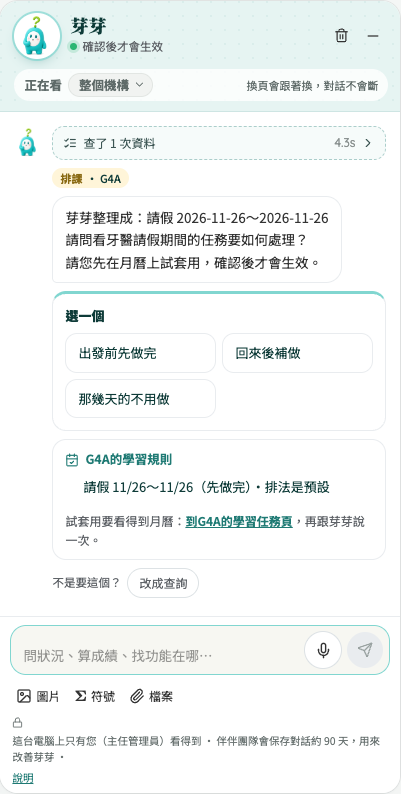 芽芽
確認後才會生效
正在看 整個機構 換頁會跟著換，對話不會斷
查了 1 次資料 4.3s
排課 · G4A
芽芽整理成：請假 2026-11-26～2026-11-26
請問看牙醫請假期間的任務要如何處理？
請您先在月曆上試套用，確認後才會生效。
選一個
出發前先做完 回來後補做
那幾天的不用做
G4A的學習規則
請假 11/26～11/26（先做完）· 排法是預設
試套用要看得到月曆：到G4A的學習任務頁，再跟芽芽說
一次。
不是要這個？ 改成查詢
問狀況、算成績、找功能在哪⋯
圖片 符號 檔案
這台電腦上只有您（主任管理員）看得到 · 伴伴團隊會保存對話約 90 天，用來
改善芽芽 ·
說明